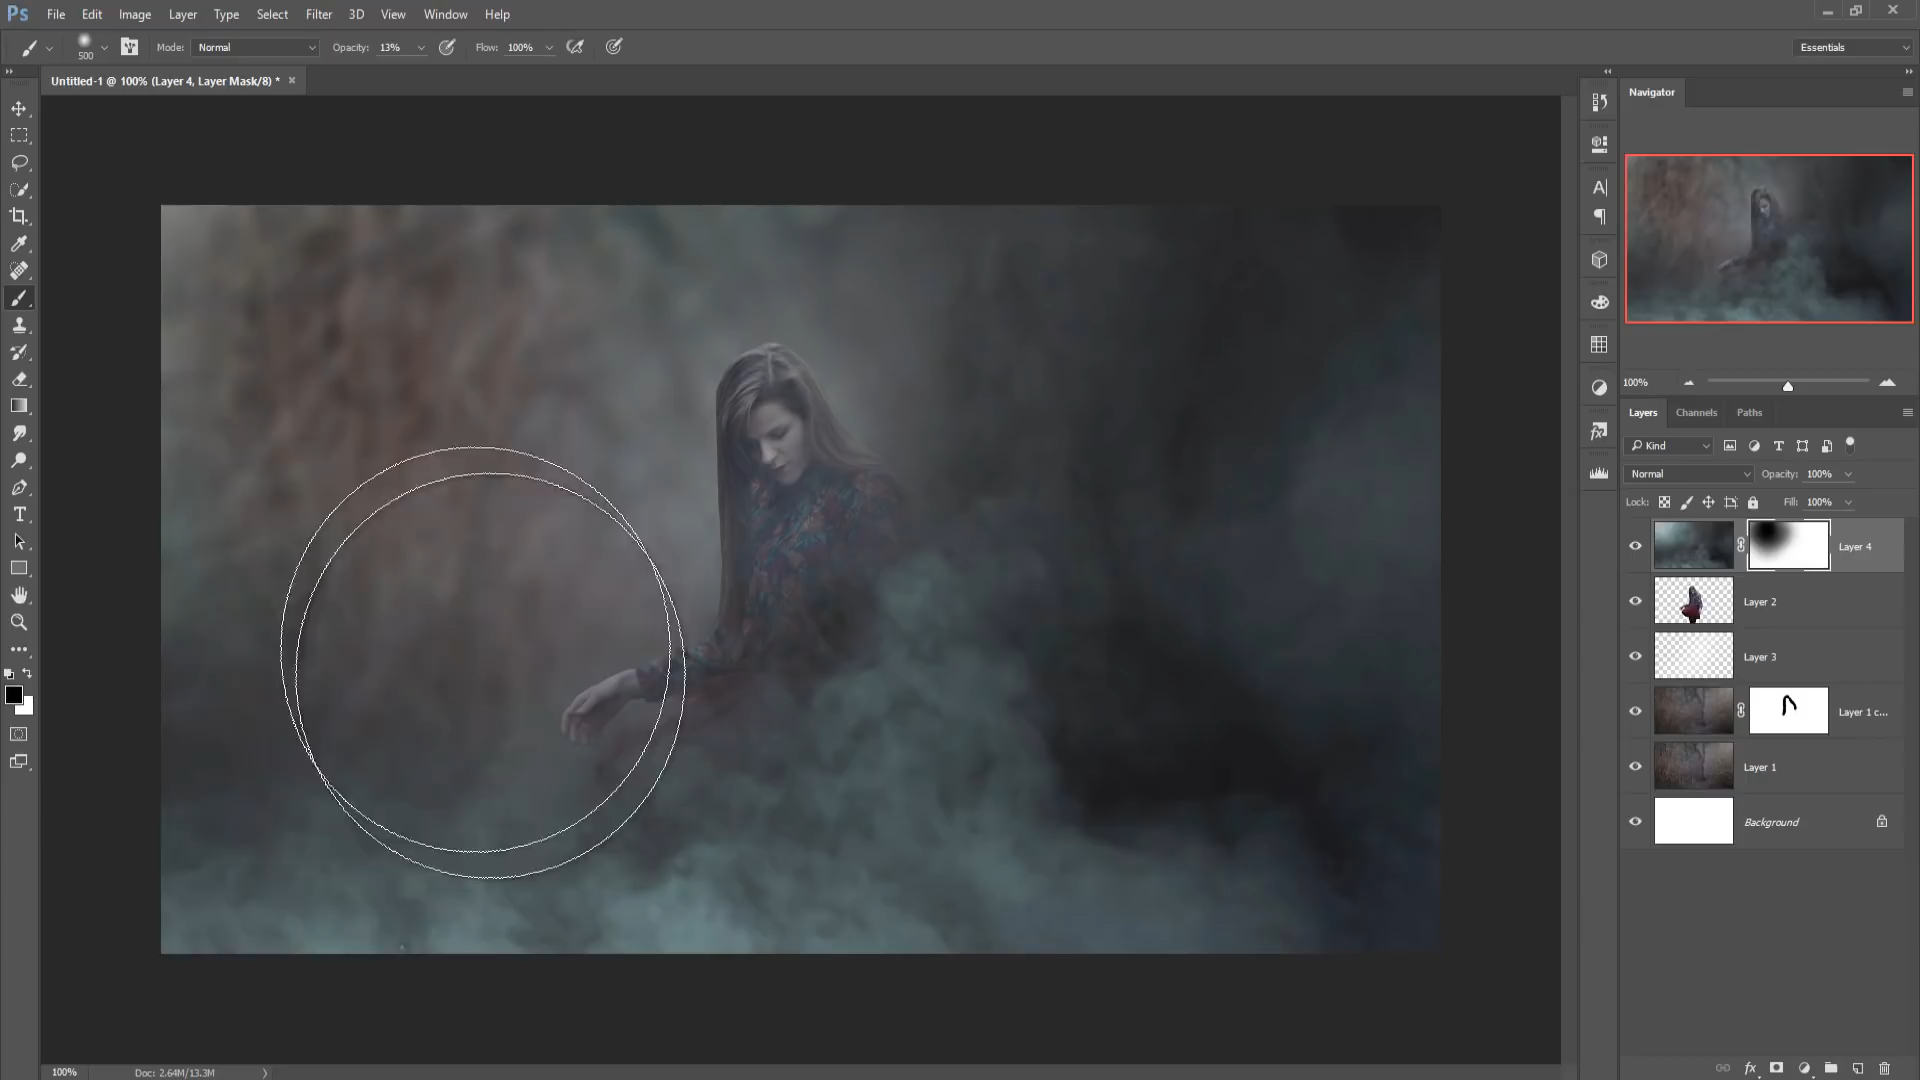 Ps File Edit Image Layer Type Select Filter 3D View Window Help
500 Mode: Normal Opacity: 13% Flow: 100% Essentials
Untitled-1 @ 100% (Layer 4, Layer Mask/8) *
Navigator
100%
Layers Channels Paths
Kind
Normal Opacity: 100%
Lock: Fill: 100%
Layer 4
Layer 2
Layer 3
Layer 1 c...
Layer 1
Background
100% Doc: 2.64M/13.3M